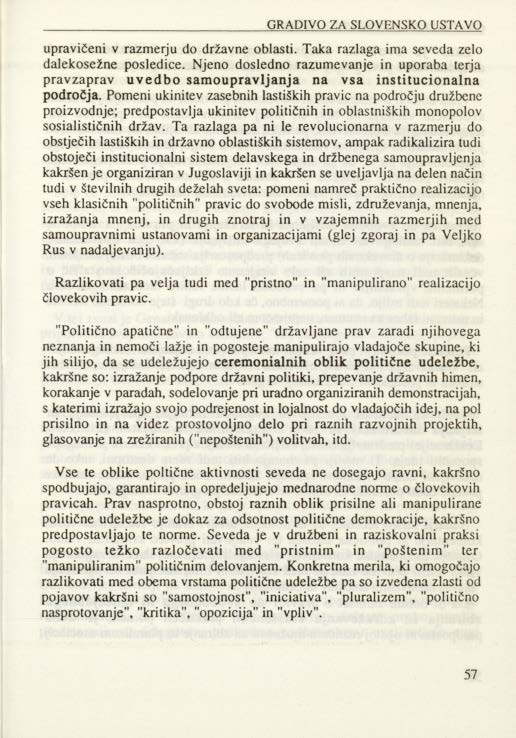 GRADIVO ZA SLOVENSKO USTAVO
upravičeni v razmerju do državne oblasti. Taka razlaga ima seveda zelo
dalekosežne posledice. Njeno dosledno razumevanje in uporaba terja
pravzaprav uvedbo samoupravljanja na vsa institucionalna
področja. Pomeni ukinitev zasebnih lastiških pravic na področju družbene
proizvodnje; predpostavlja ukinitev političnih in oblastniških monopolov
sosialističnih držav. Ta razlaga pa ni le revolucionarna v razmerju do
obstječih lastiških in državno oblastiških sistemov, ampak radikalizira tudi
obstoječi institucionalni sistem delavskega in držbenega samoupravljenja
kakršen je organiziran v Jugoslaviji in kakršen se uveljavlja na delen način
tudi v številnih drugih deželah sveta: pomeni namreč praktično realizacijo
vseh klasičnih "političnih" pravic do svobode misli, združevanja, mnenja,
izražanja mnenj, in drugih znotraj in v vzajemnih razmerjih med
samoupravnimi ustanovami in organizacijami (glej zgoraj in pa Veljko
Rus v nadaljevanju).
Razlikovati pa velja tudi med "pristno" in "manipulirano" realizacijo
človekovih pravic.
"Politično apatične" in "odtujene" državljane prav zaradi njihovega
neznanja in nemoči lažje in pogosteje manipulirajo vladajoče skupine, ki
jih silijo, da se udeležujejo ceremonialnih oblik politične udeležbe,
kakršne so: izražanje podpore državni politiki, prepevanje državnih himen,
korakanje v paradah, sodelovanje pri uradno organiziranih demonstracijah,
s katerimi izražajo svojo podrejenost in lojalnost do vladajočih idej, na pol
prisilno in na videz prostovoljno delo pri raznih razvojnih projektih,
glasovanje na zrežiranih ("nepoštenih") volitvah, itd.
Vse te oblike poltične aktivnosti seveda ne dosegajo ravni, kakršno
spodbujajo, garantirajo in opredeljujejo mednarodne norme o človekovih
pravicah. Prav nasprotno, obstoj raznih oblik prisilne ali manipulirane
politične udeležbe je dokaz za odsotnost politične demokracije, kakršno
predpostavljajo te norme. Seveda je v družbeni in raziskovalni praksi
pogosto težko razločevati med "pristnim" in "poštenim" ter
"manipuliranim" političnim delovanjem. Konkretna merila, ki omogočajo
razlikovati med obema vrstama politične udeležbe pa so izvedena zlasti od
pojavov kakršni so "samostojnost", "iniciativa", "pluralizem", "politično
nasprotovanje", "kritika", "opozicija" in "vpliv".
57